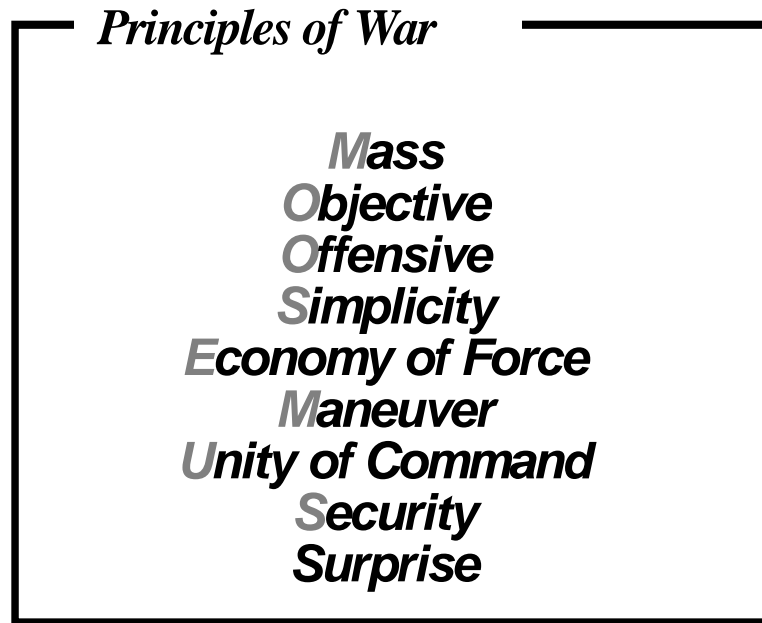 Principles of War
Mass
Objective
Offensive
Simplicity
Economy of Force
Maneuver
Unity of Command
Security
Surprise